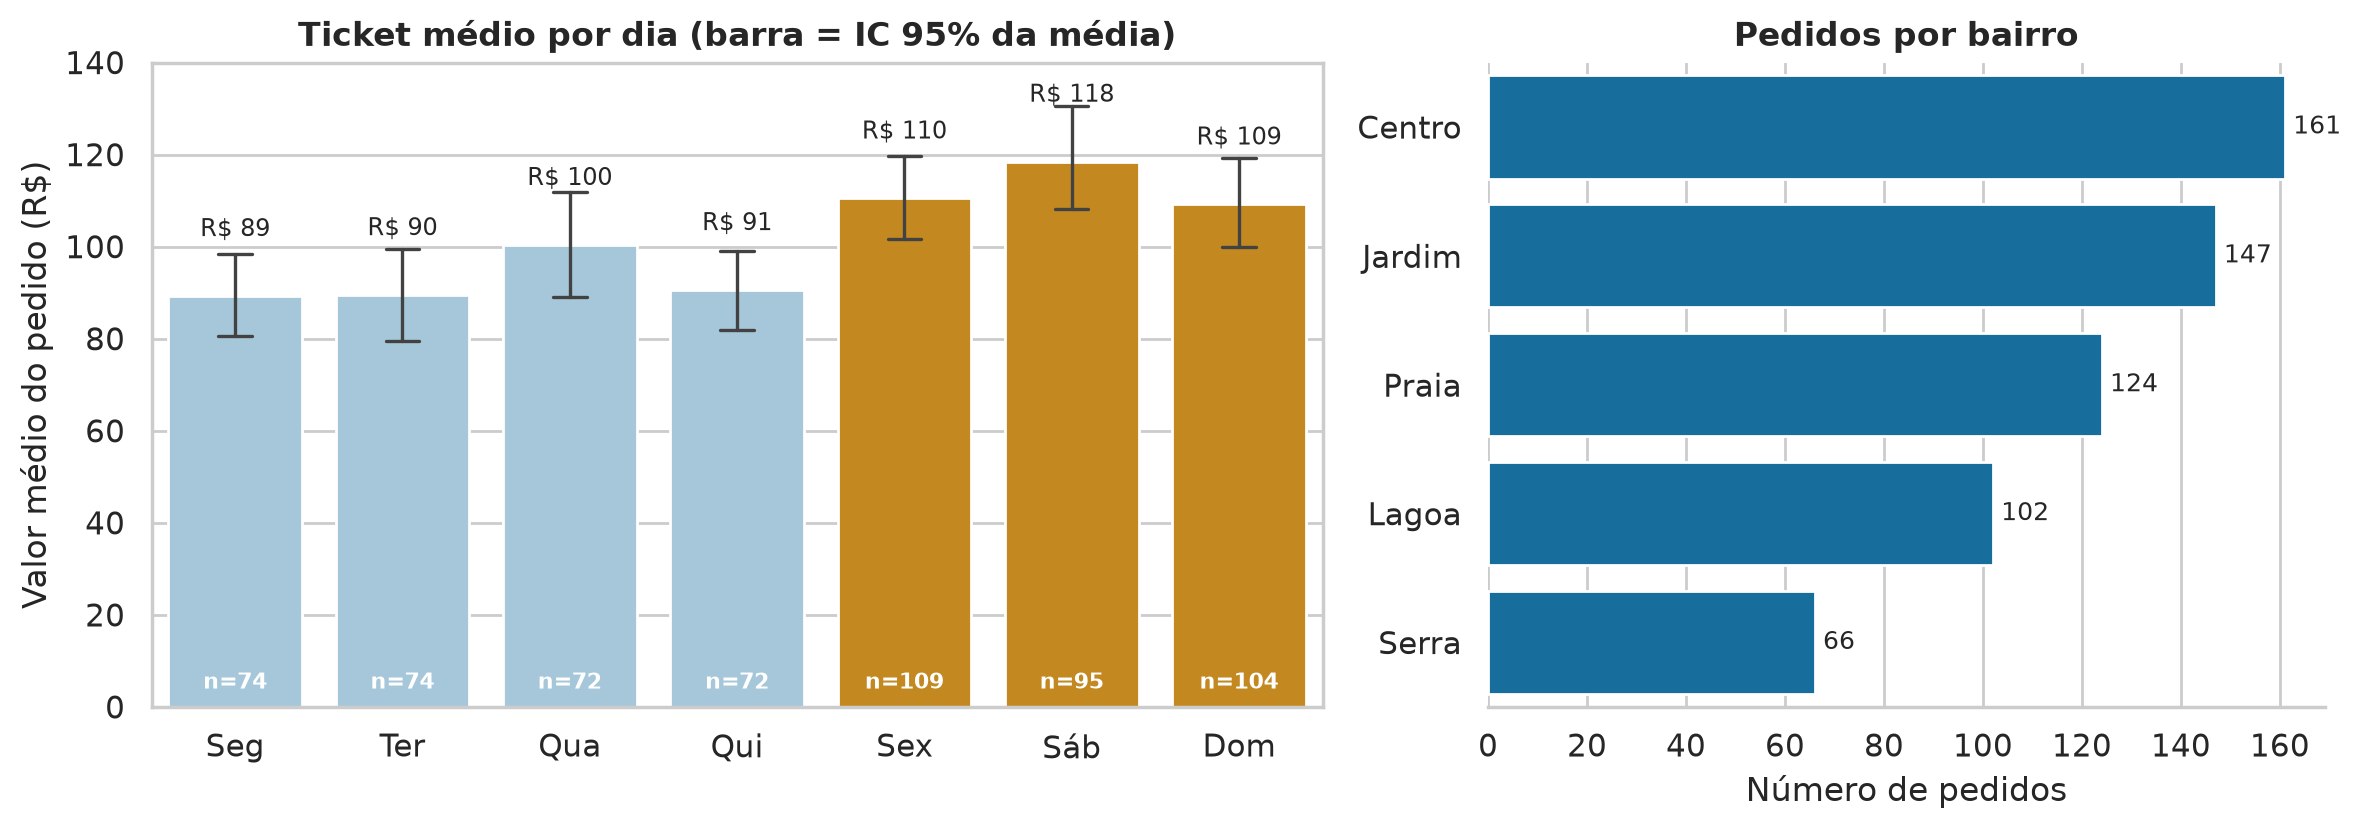 Ticket médio por dia (barra = IC 95% da média)
Valor médio do pedido (R$)
140
120
100
80
60
40
20
0
R$ 89
R$ 90
R$ 100
R$ 91
R$ 110
R$ 118
R$ 109
n=74
n=74
n=72
n=72
n=109
n=95
n=104
Seg
Ter
Qua
Qui
Sex
Sáb
Dom
Pedidos por bairro
Centro
161
Jardim
147
Praia
124
Lagoa
102
Serra
66
0
20
40
60
80
100
120
140
160
Número de pedidos